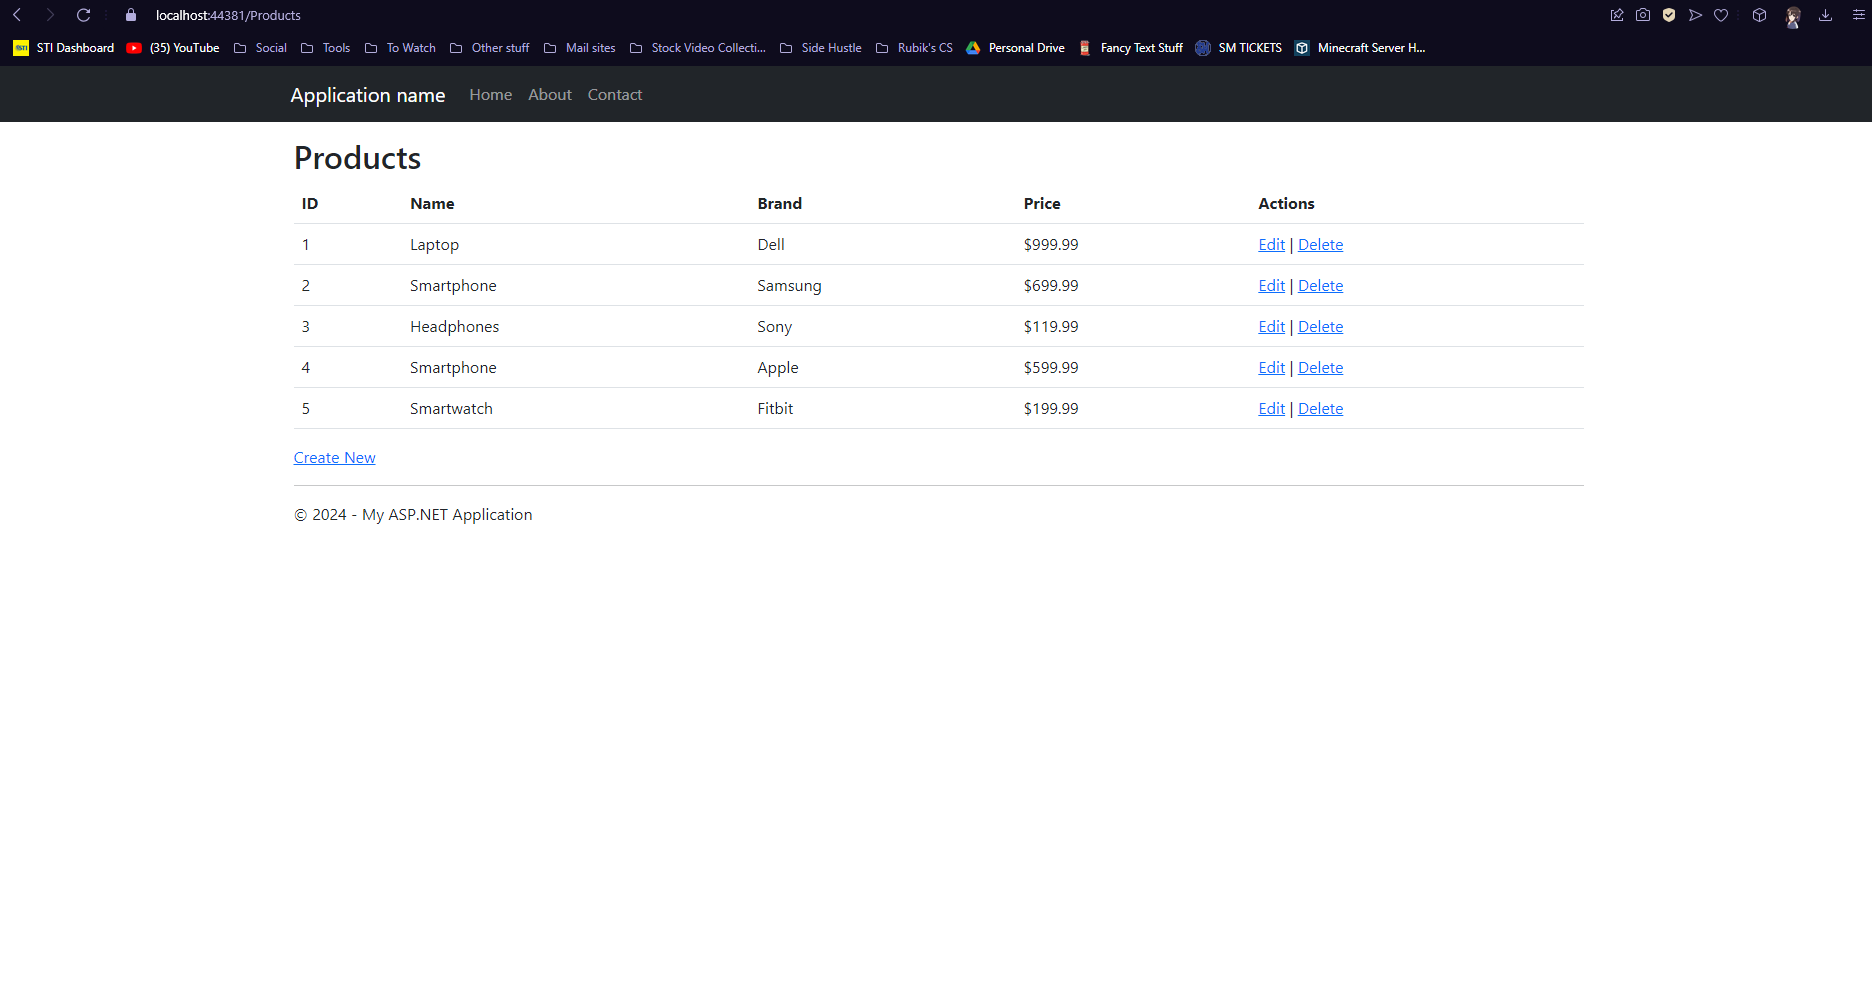 localhost:44381/Products
STI STI Dashboard (35) YouTube Social Tools To Watch Other stuff Mail sites Stock Video Collecti... Side Hustle Rubik's CS Personal Drive Fancy Text Stuff SM TICKETS Minecraft Server H...
Application name Home About Contact
Products
ID Name Brand Price Actions
1 Laptop Dell $999.99 Edit | Delete
2 Smartphone Samsung $699.99 Edit | Delete
3 Headphones Sony $119.99 Edit | Delete
4 Smartphone Apple $599.99 Edit | Delete
5 Smartwatch Fitbit $199.99 Edit | Delete
Create New
© 2024 - My ASP.NET Application